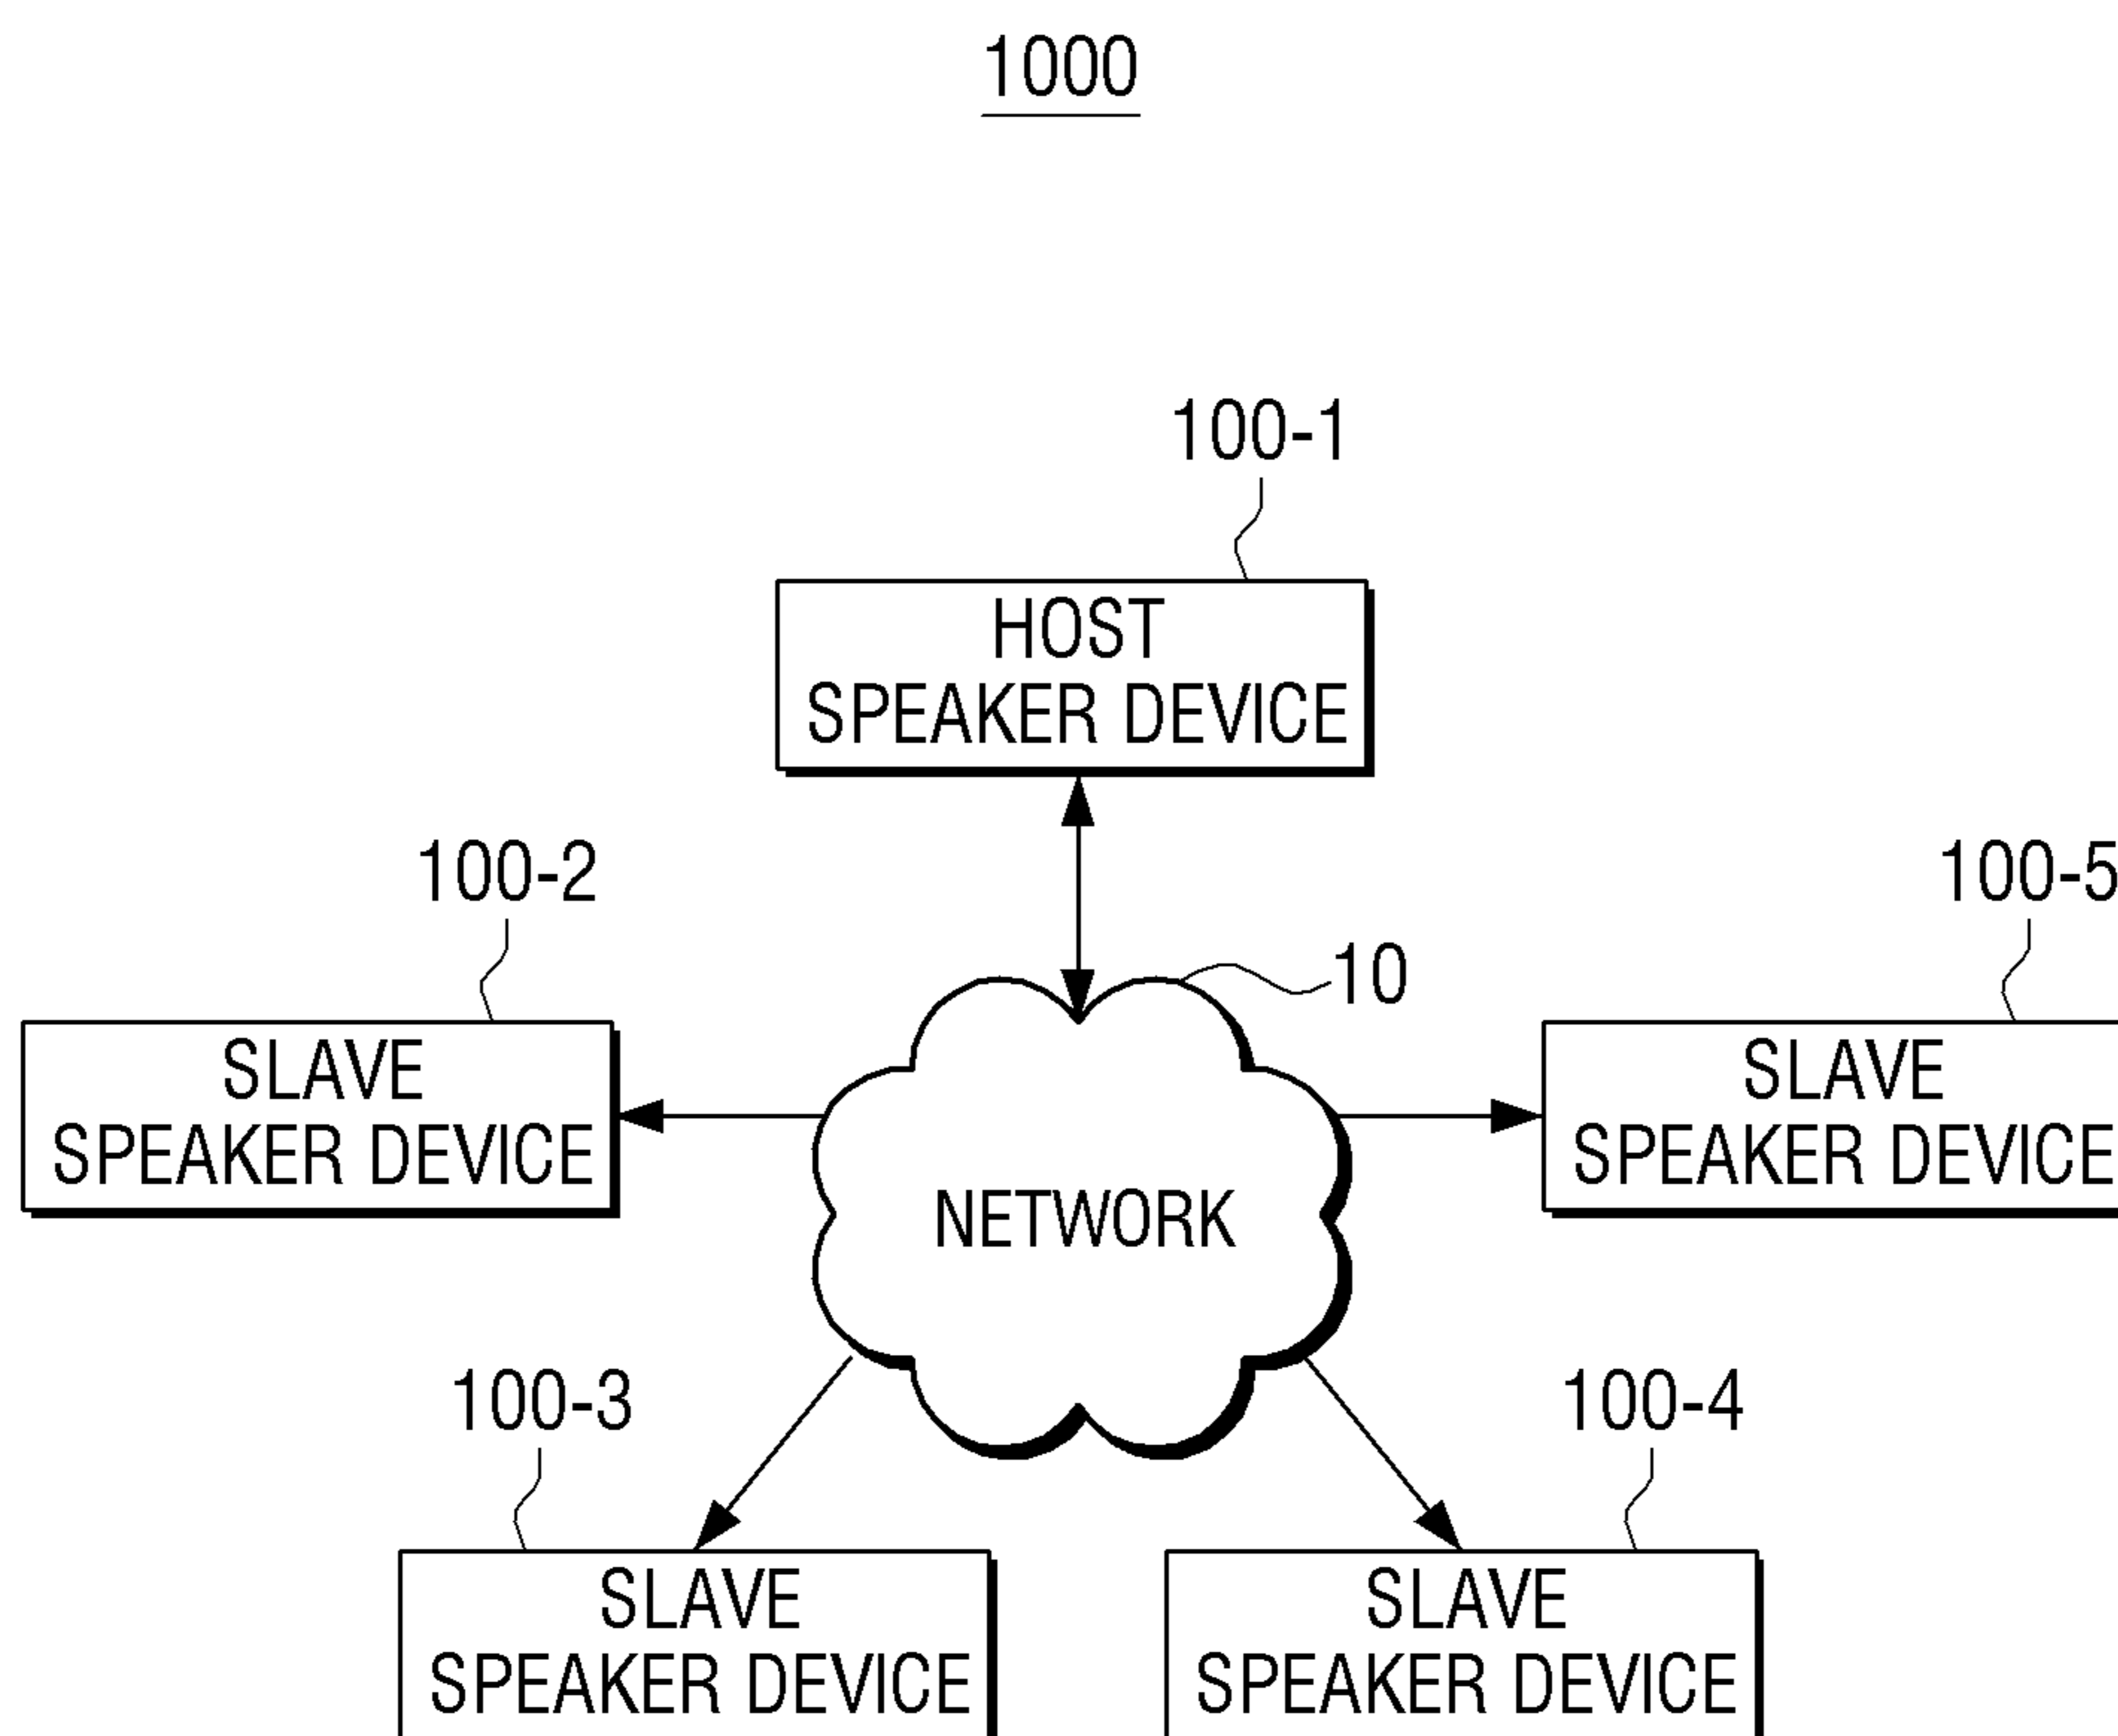 1000
100-1
HOST
SPEAKER DEVICE
100-2
100-5
10
SLAVE
SPEAKER DEVICE
SLAVE
SPEAKER DEVICE
NETWORK
100-3
100-4
SLAVE
SPEAKER DEVICE
SLAVE
SPEAKER DEVICE